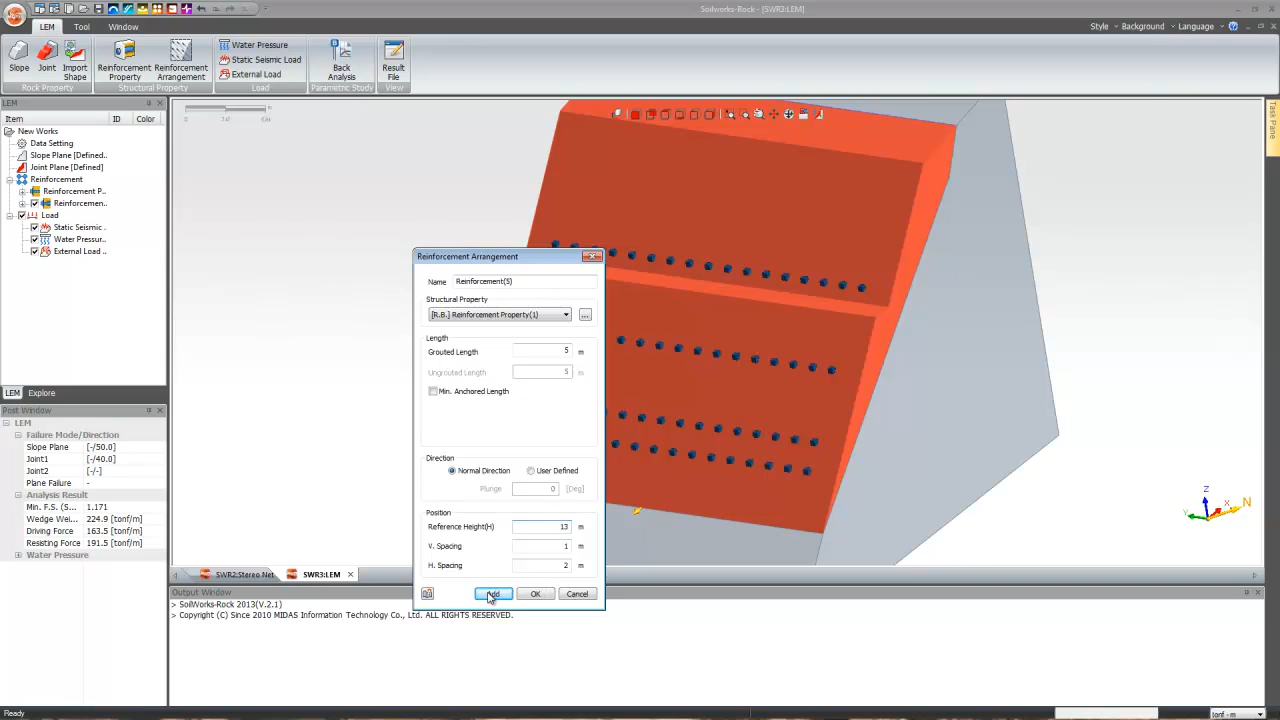 Soilworks-Rock - [SWR3:LEM]
LEM Tool Window
Style Background Language
Slope Joint Import Shape
Rock Property
Reinforcement Property Reinforcement Arrangement
Structural Property
Water Pressure
Static Seismic Load
External Load
Load
Back Analysis
Parametric Study
Result File
View
LEM
Item ID Color
New Works
Data Setting
Slope Plane [Defined..
Joint Plane [Defined]
Reinforcement
Reinforcement P..
Reinforcemen..
Load
Static Seismic ..
Water Pressur..
External Load ..
LEM Explore
Post Window
LEM
Failure Mode/Direction
Slope Plane [-/50.0]
Joint1 [-/40.0]
Joint2 [-/-]
Plane Failure -
Analysis Result
Min. F.S. (S... 1.171
Wedge Wei... 224.9 [tonf/m]
Driving Force 163.5 [tonf/m]
Resisting Force 191.5 [tonf/m]
Water Pressure
Task Pane
Reinforcement Arrangement
Name Reinforcement(5)
Structural Property
[R.B.] Reinforcement Property(1) ...
Length
Grouted Length 5 m
Ungrouted Length 5 m
Min. Anchored Length
Direction
Normal Direction User Defined
Plunge 0 [Deg]
Position
Reference Height(H) 13 m
V. Spacing 1 m
H. Spacing 2 m
Add OK Cancel
Z
X
N
Y
SWR2:Stereo Net SWR3:LEM
Output Window
> SoilWorks-Rock 2013(V.2.1)
> Copyright (C) Since 2010 MIDAS Information Technology Co., Ltd. ALL RIGHTS RESERVED.
Ready
tonf - m